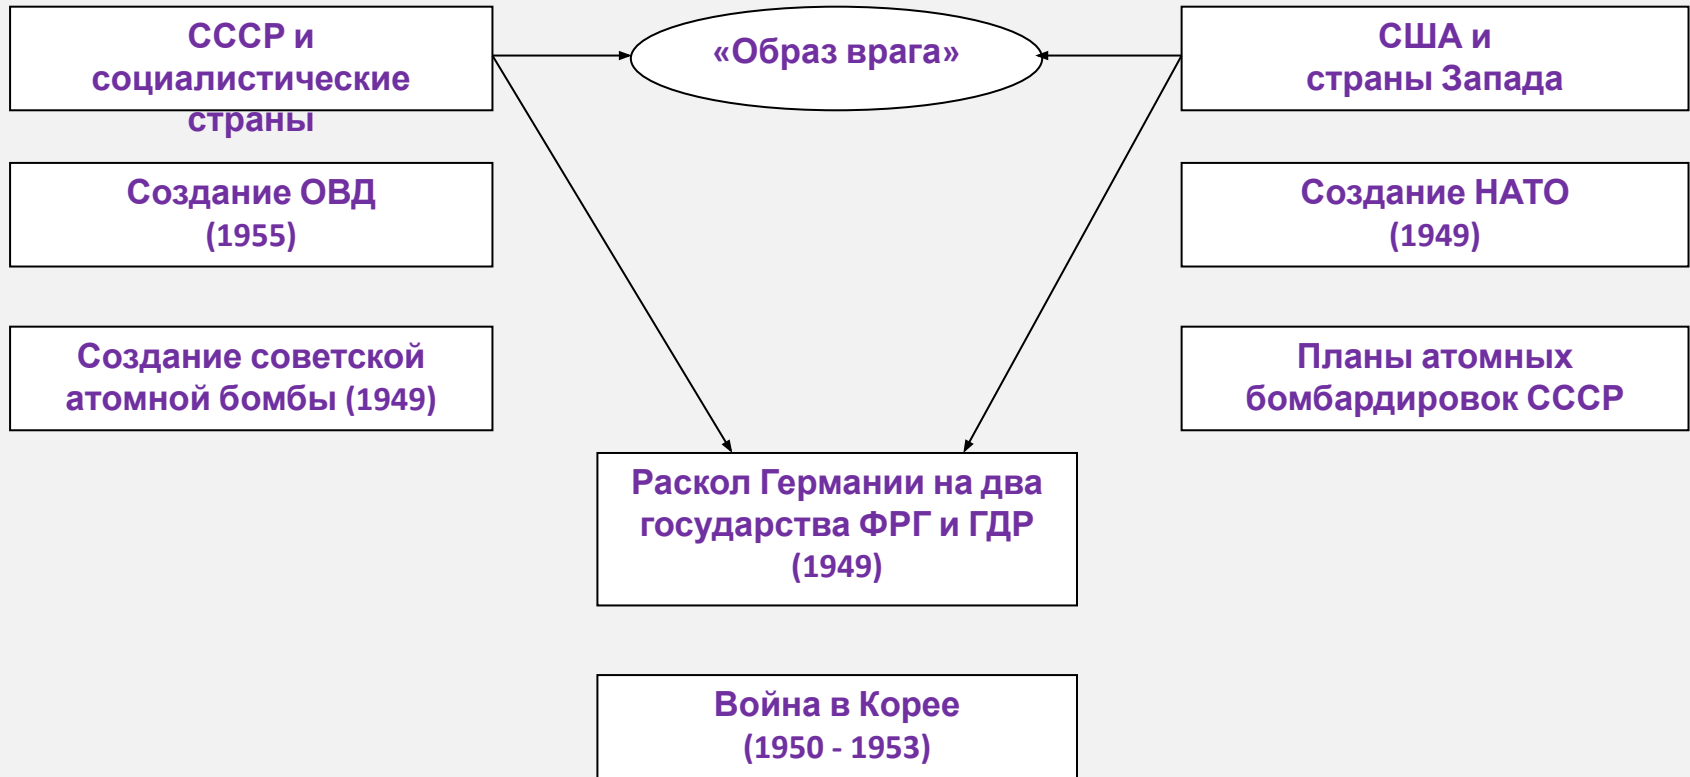 СССР и
социалистические
страны
«Образ врага»
США и
страны Запада
Создание ОВД
(1955)
Создание НАТО
(1949)
Создание советской
атомной бомбы (1949)
Планы атомных
бомбардировок СССР
Раскол Германии на два
государства ФРГ и ГДР
(1949)
Война в Корее
(1950 - 1953)